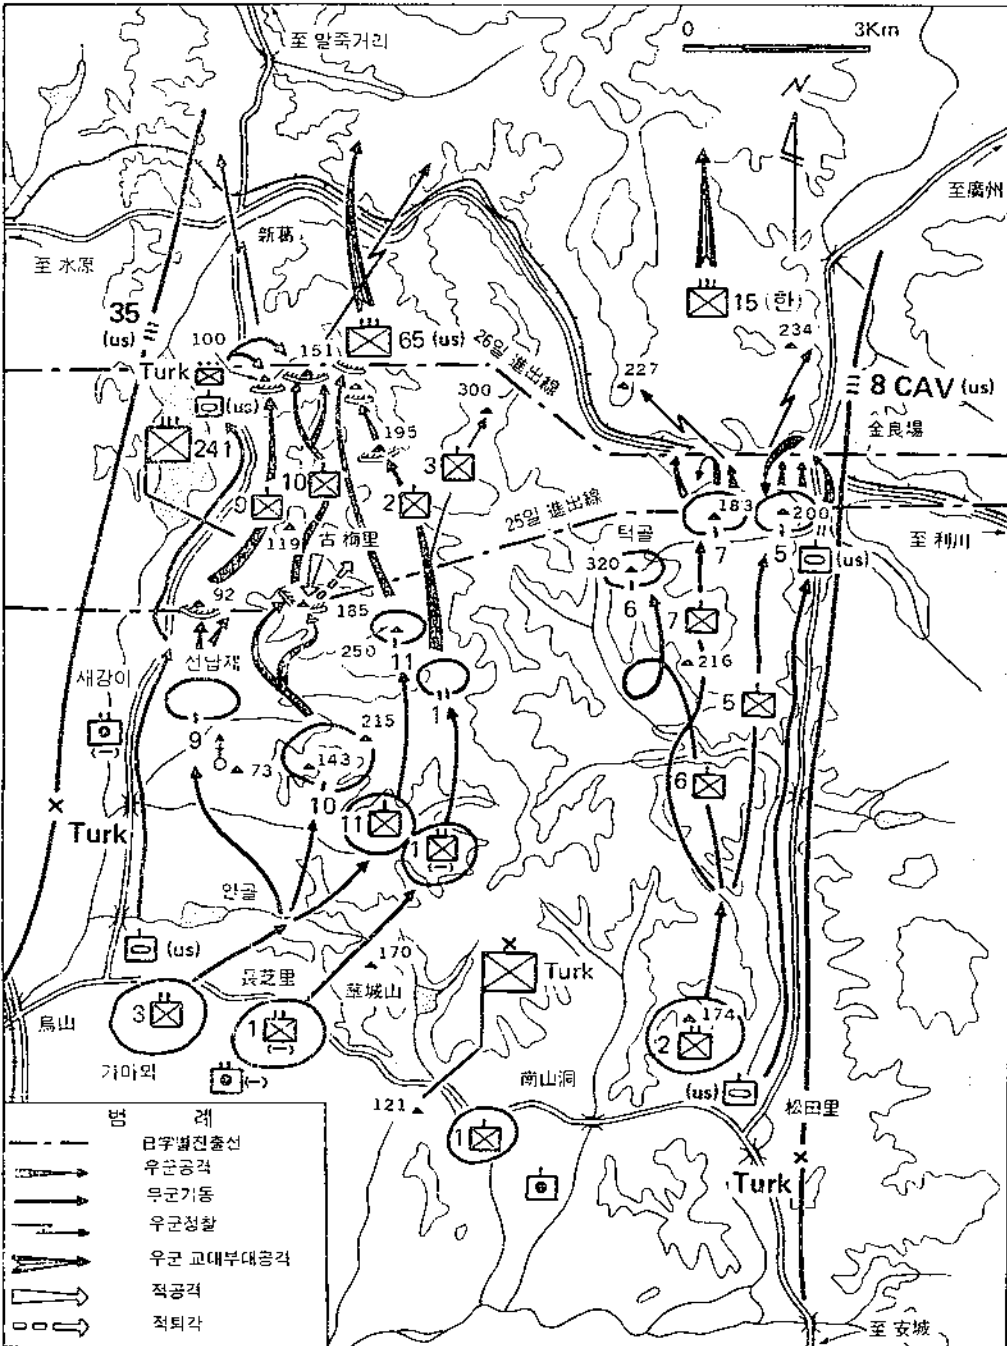 至 말죽거리
0 3Km
N
至廣州
新葛
至 水原
35
(us)
100
151
65 (us)
26일 進出線
15 (한)
234
227
Turk
(us)
241
300
8 CAV (us)
金良場
195
3
10
9
2
119
古梅里
25일 進出線
턱골
183
200
至 利川
320
7
5
(us)
92
185
6
7
선납재
250
11
216
새강이
1
5
9
215
(-)
73
143
6
10
Turk
11
1
(-)
안골
(us)
170
Turk
長芝里
3
1
(-)
174
2
烏山
가마뫼
(-)
南山洞
(us)
121
松田里
1
Turk
범 례
日字별진출선
우군공격
우군기동
우군정찰
우군 교대부대공격
적공격
적퇴각
至 安城